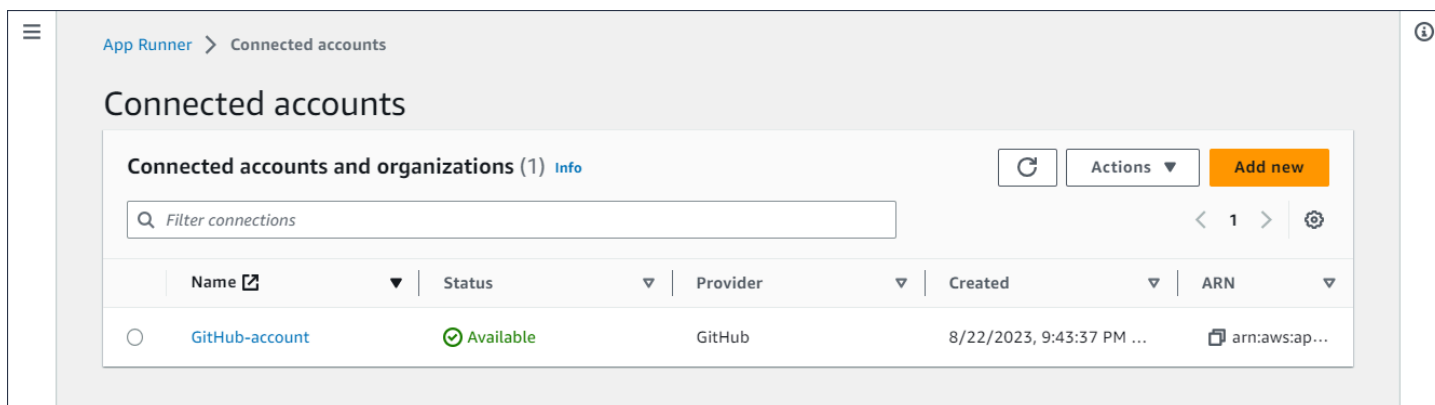 App Runner > Connected accounts
Connected accounts
Connected accounts and organizations (1) Info
Actions
Add new
Filter connections
1
Name Status Provider Created ARN
GitHub-account Available GitHub 8/22/2023, 9:43:37 PM ... arn:aws:ap...